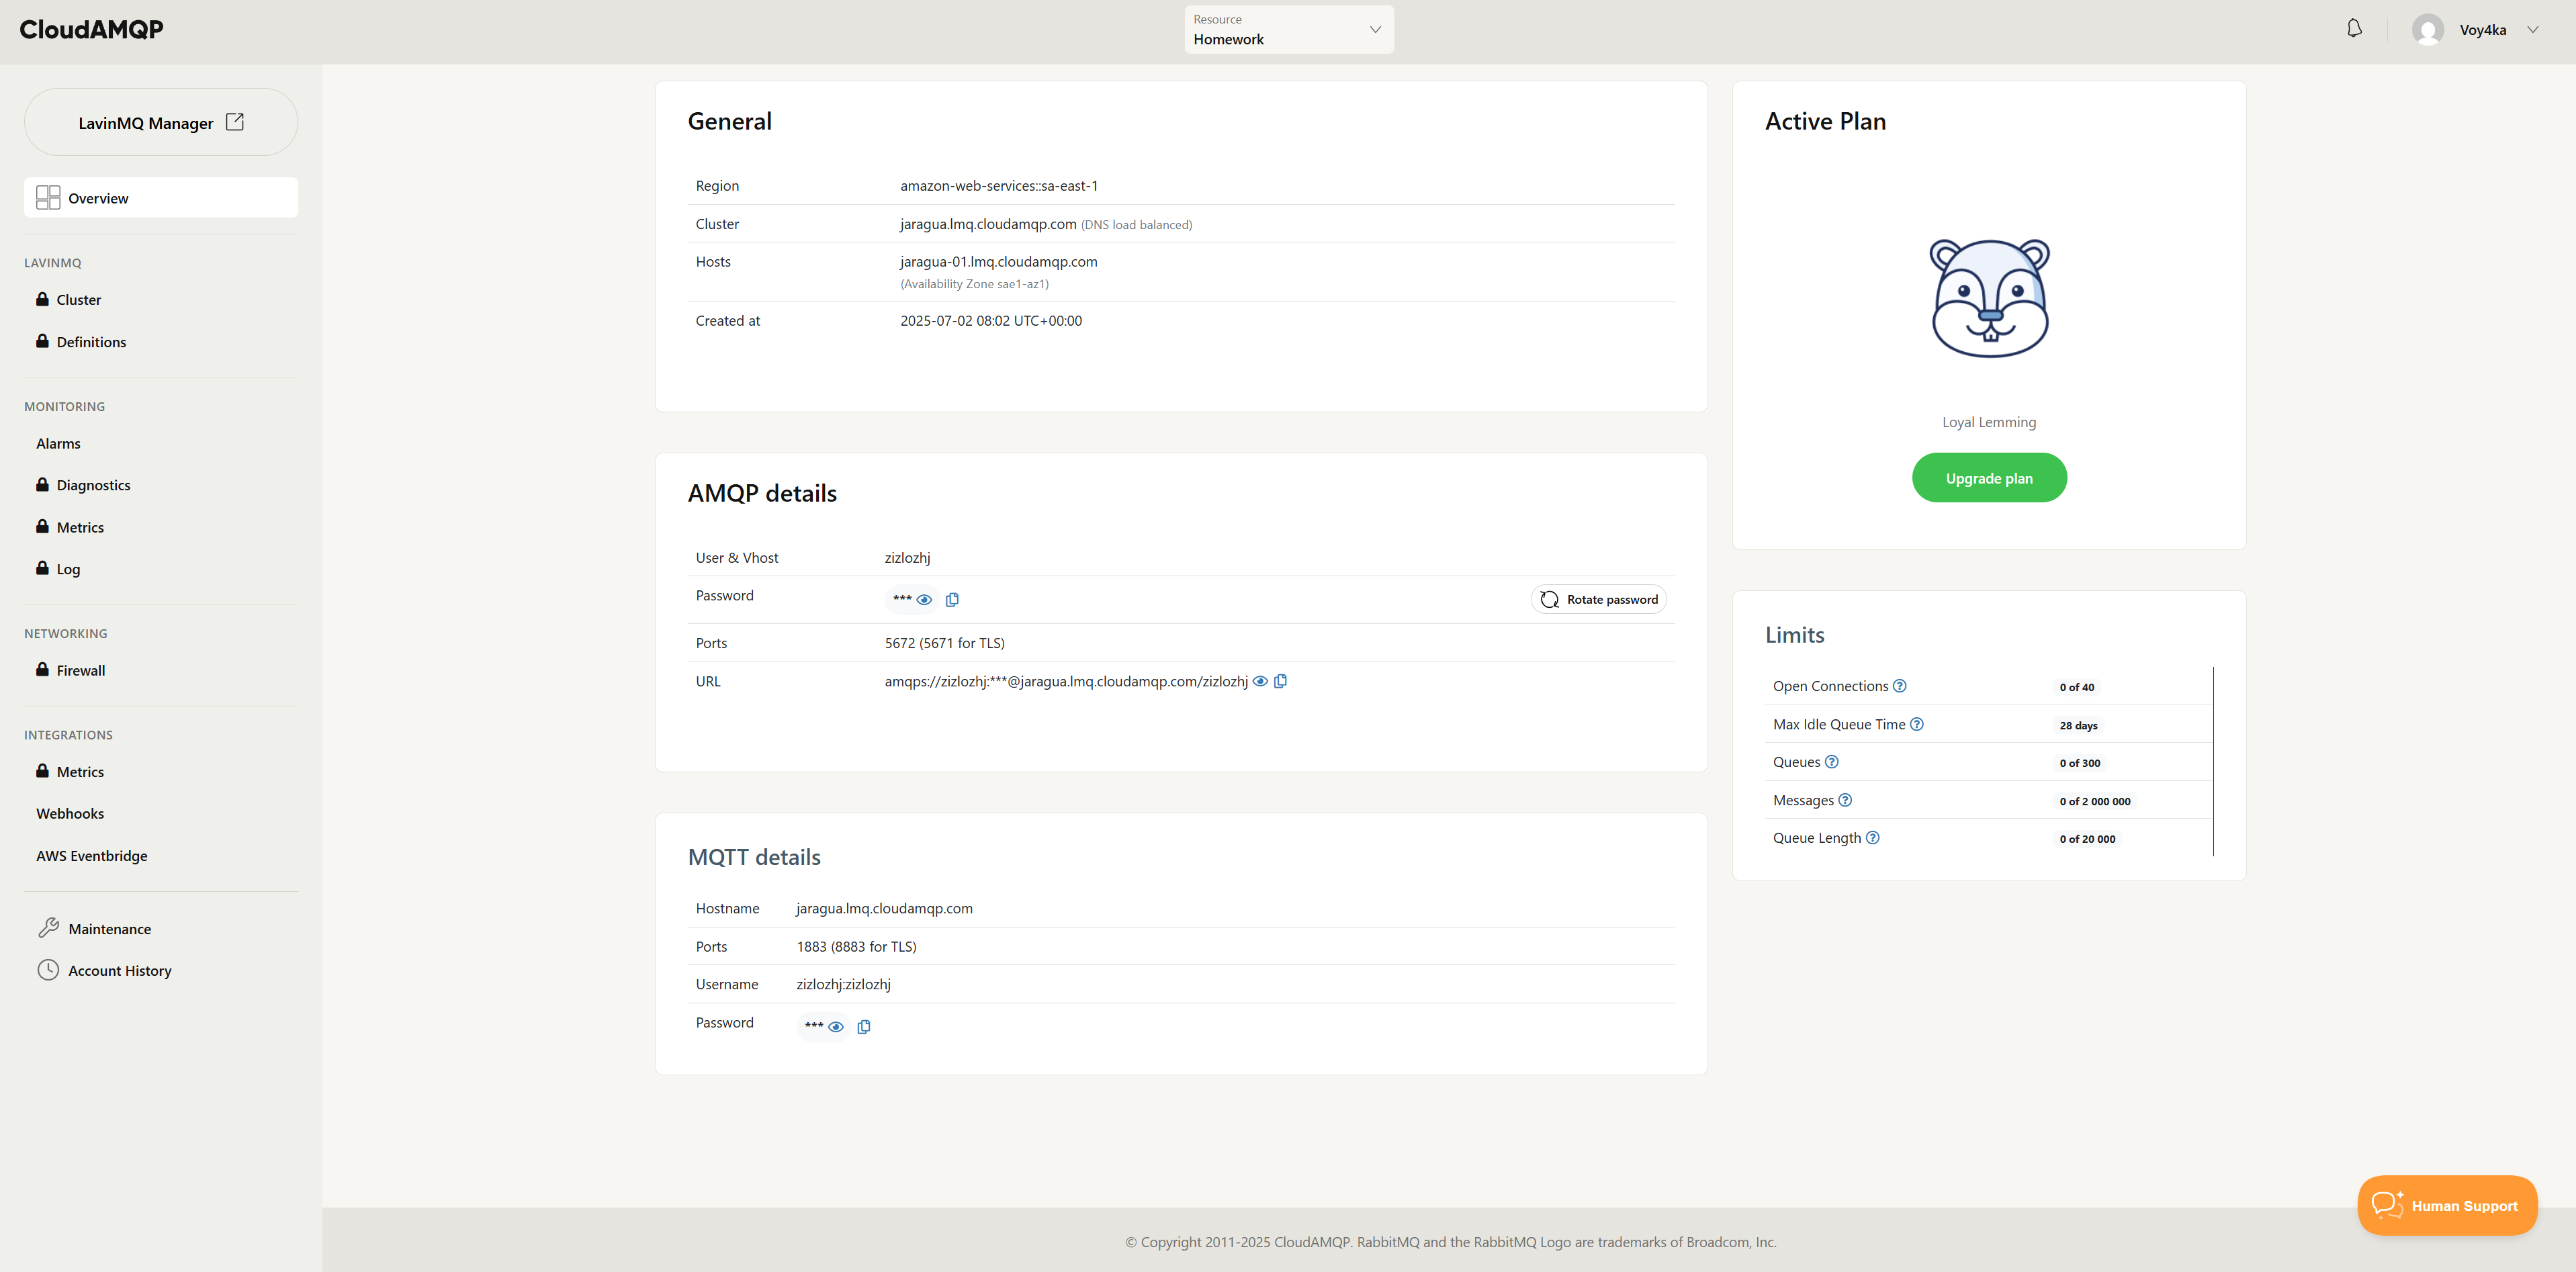 CloudAMQP
Resource
Homework
Voy4ka
LavinMQ Manager
Overview
LAVINMQ
Cluster
Definitions
MONITORING
Alarms
Diagnostics
Metrics
Log
NETWORKING
Firewall
INTEGRATIONS
Metrics
Webhooks
AWS Eventbridge
Maintenance
Account History
General
Region amazon-web-services::sa-east-1
Cluster jaragua.lmq.cloudamqp.com (DNS load balanced)
Hosts jaragua-01.lmq.cloudamqp.com
(Availability Zone sae1-az1)
Created at 2025-07-02 08:02 UTC+00:00
AMQP details
User & Vhost zizlozhj
Password *** Rotate password
Ports 5672 (5671 for TLS)
URL amqps://zizlozhj:***@jaragua.lmq.cloudamqp.com/zizlozhj
MQTT details
Hostname jaragua.lmq.cloudamqp.com
Ports 1883 (8883 for TLS)
Username zizlozhj:zizlozhj
Password ***
Active Plan
Loyal Lemming
Upgrade plan
Limits
Open Connections ? 0 of 40
Max Idle Queue Time ? 28 days
Queues ? 0 of 300
Messages ? 0 of 2 000 000
Queue Length ? 0 of 20 000
Human Support
© Copyright 2011-2025 CloudAMQP. RabbitMQ and the RabbitMQ Logo are trademarks of Broadcom, Inc.